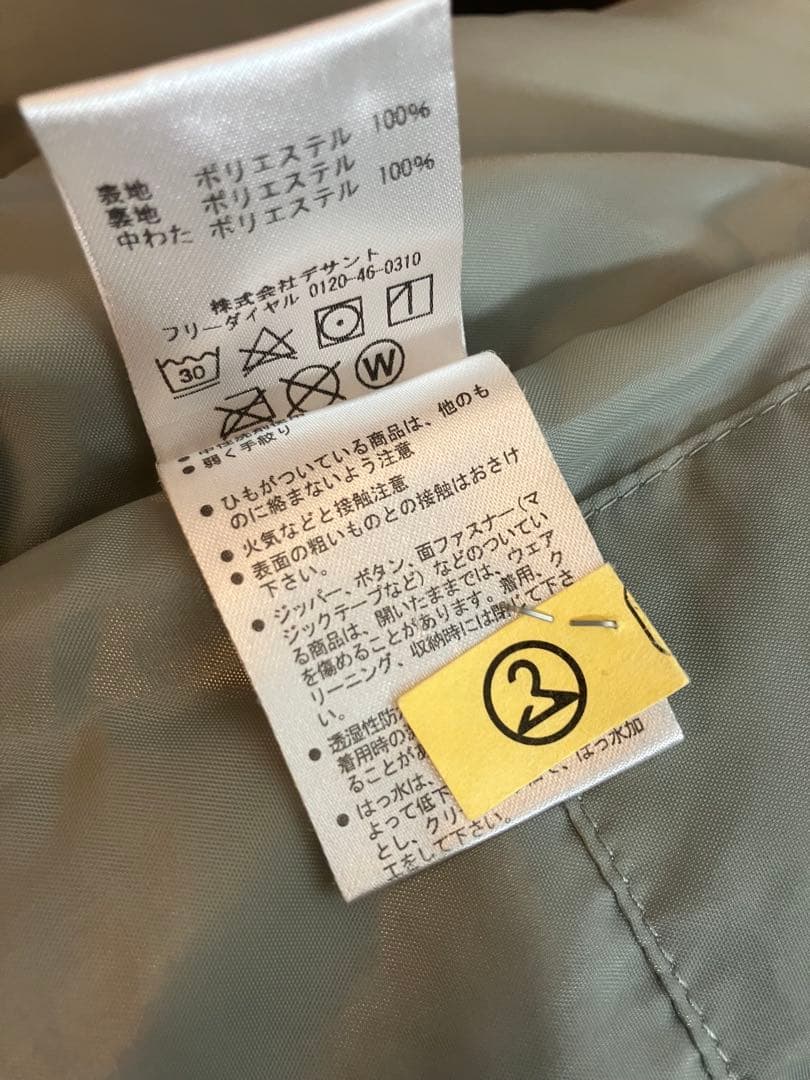 表地 ポリエステル 100%
裏地 ポリエステル
中わた ポリエステル 100%
株式会社デサント
フリーダイヤル 0120-46-0310
30
W
● 弱く手絞り
● ひもがついている商品は、他のも
のに絡まないよう注意
● 火気などと接触注意
● 表面の粗いものとの接触はおさけ
下さい。
● ジッパー、ボタン、面ファスナー(マ
ジックテープなど)などのついてい
る商品は、開いたままでは、ウェア
を傷めることがあります。着用、ク
リーニング、収納時には閉じて下さ
い。
● 透湿性防
着用時の
ることが
● はっ水は、
よって低下 、はっ水加
とし、ク
工をして下さい。